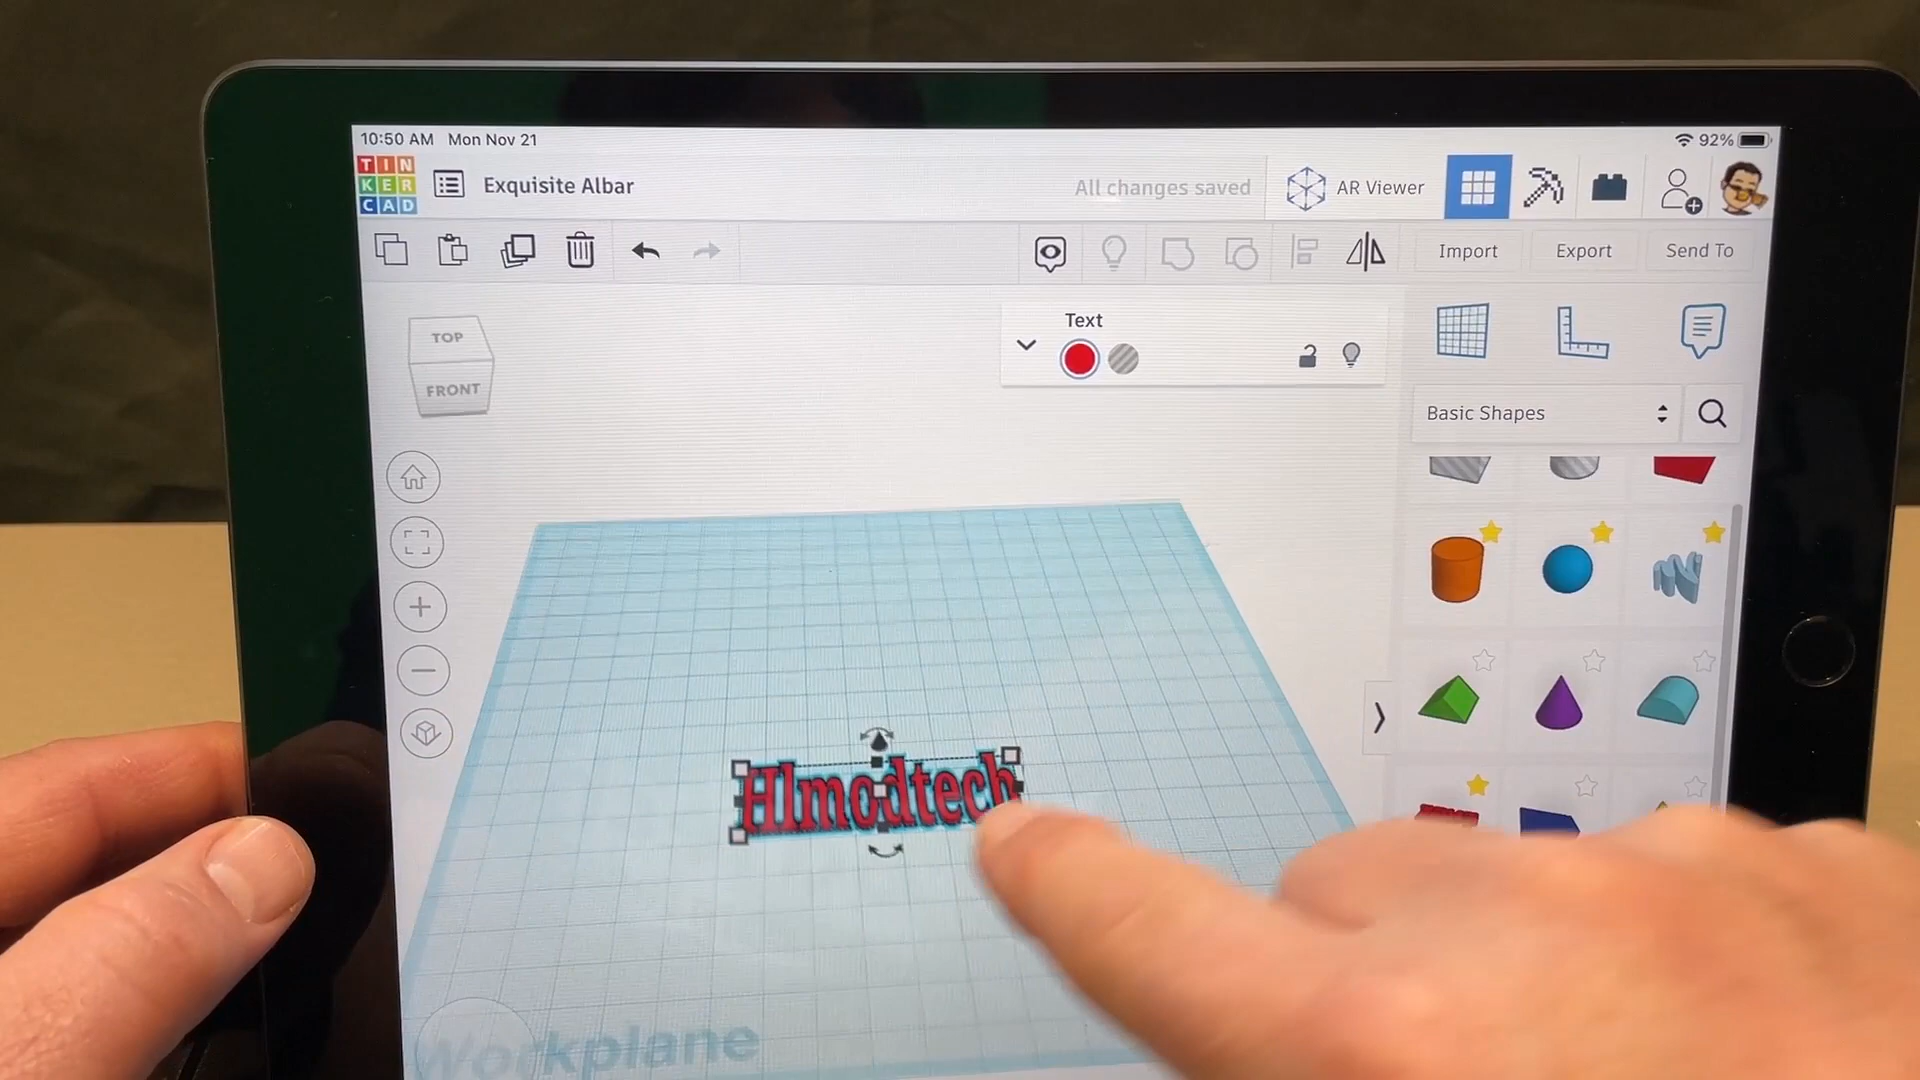 10:50 AM Mon Nov 21
92%
TIN
KER
CAD
Exquisite Albar
All changes saved
AR Viewer
Import
Export
Send To
TOP
FRONT
Text
Basic Shapes
Hlmodtech
Workplane